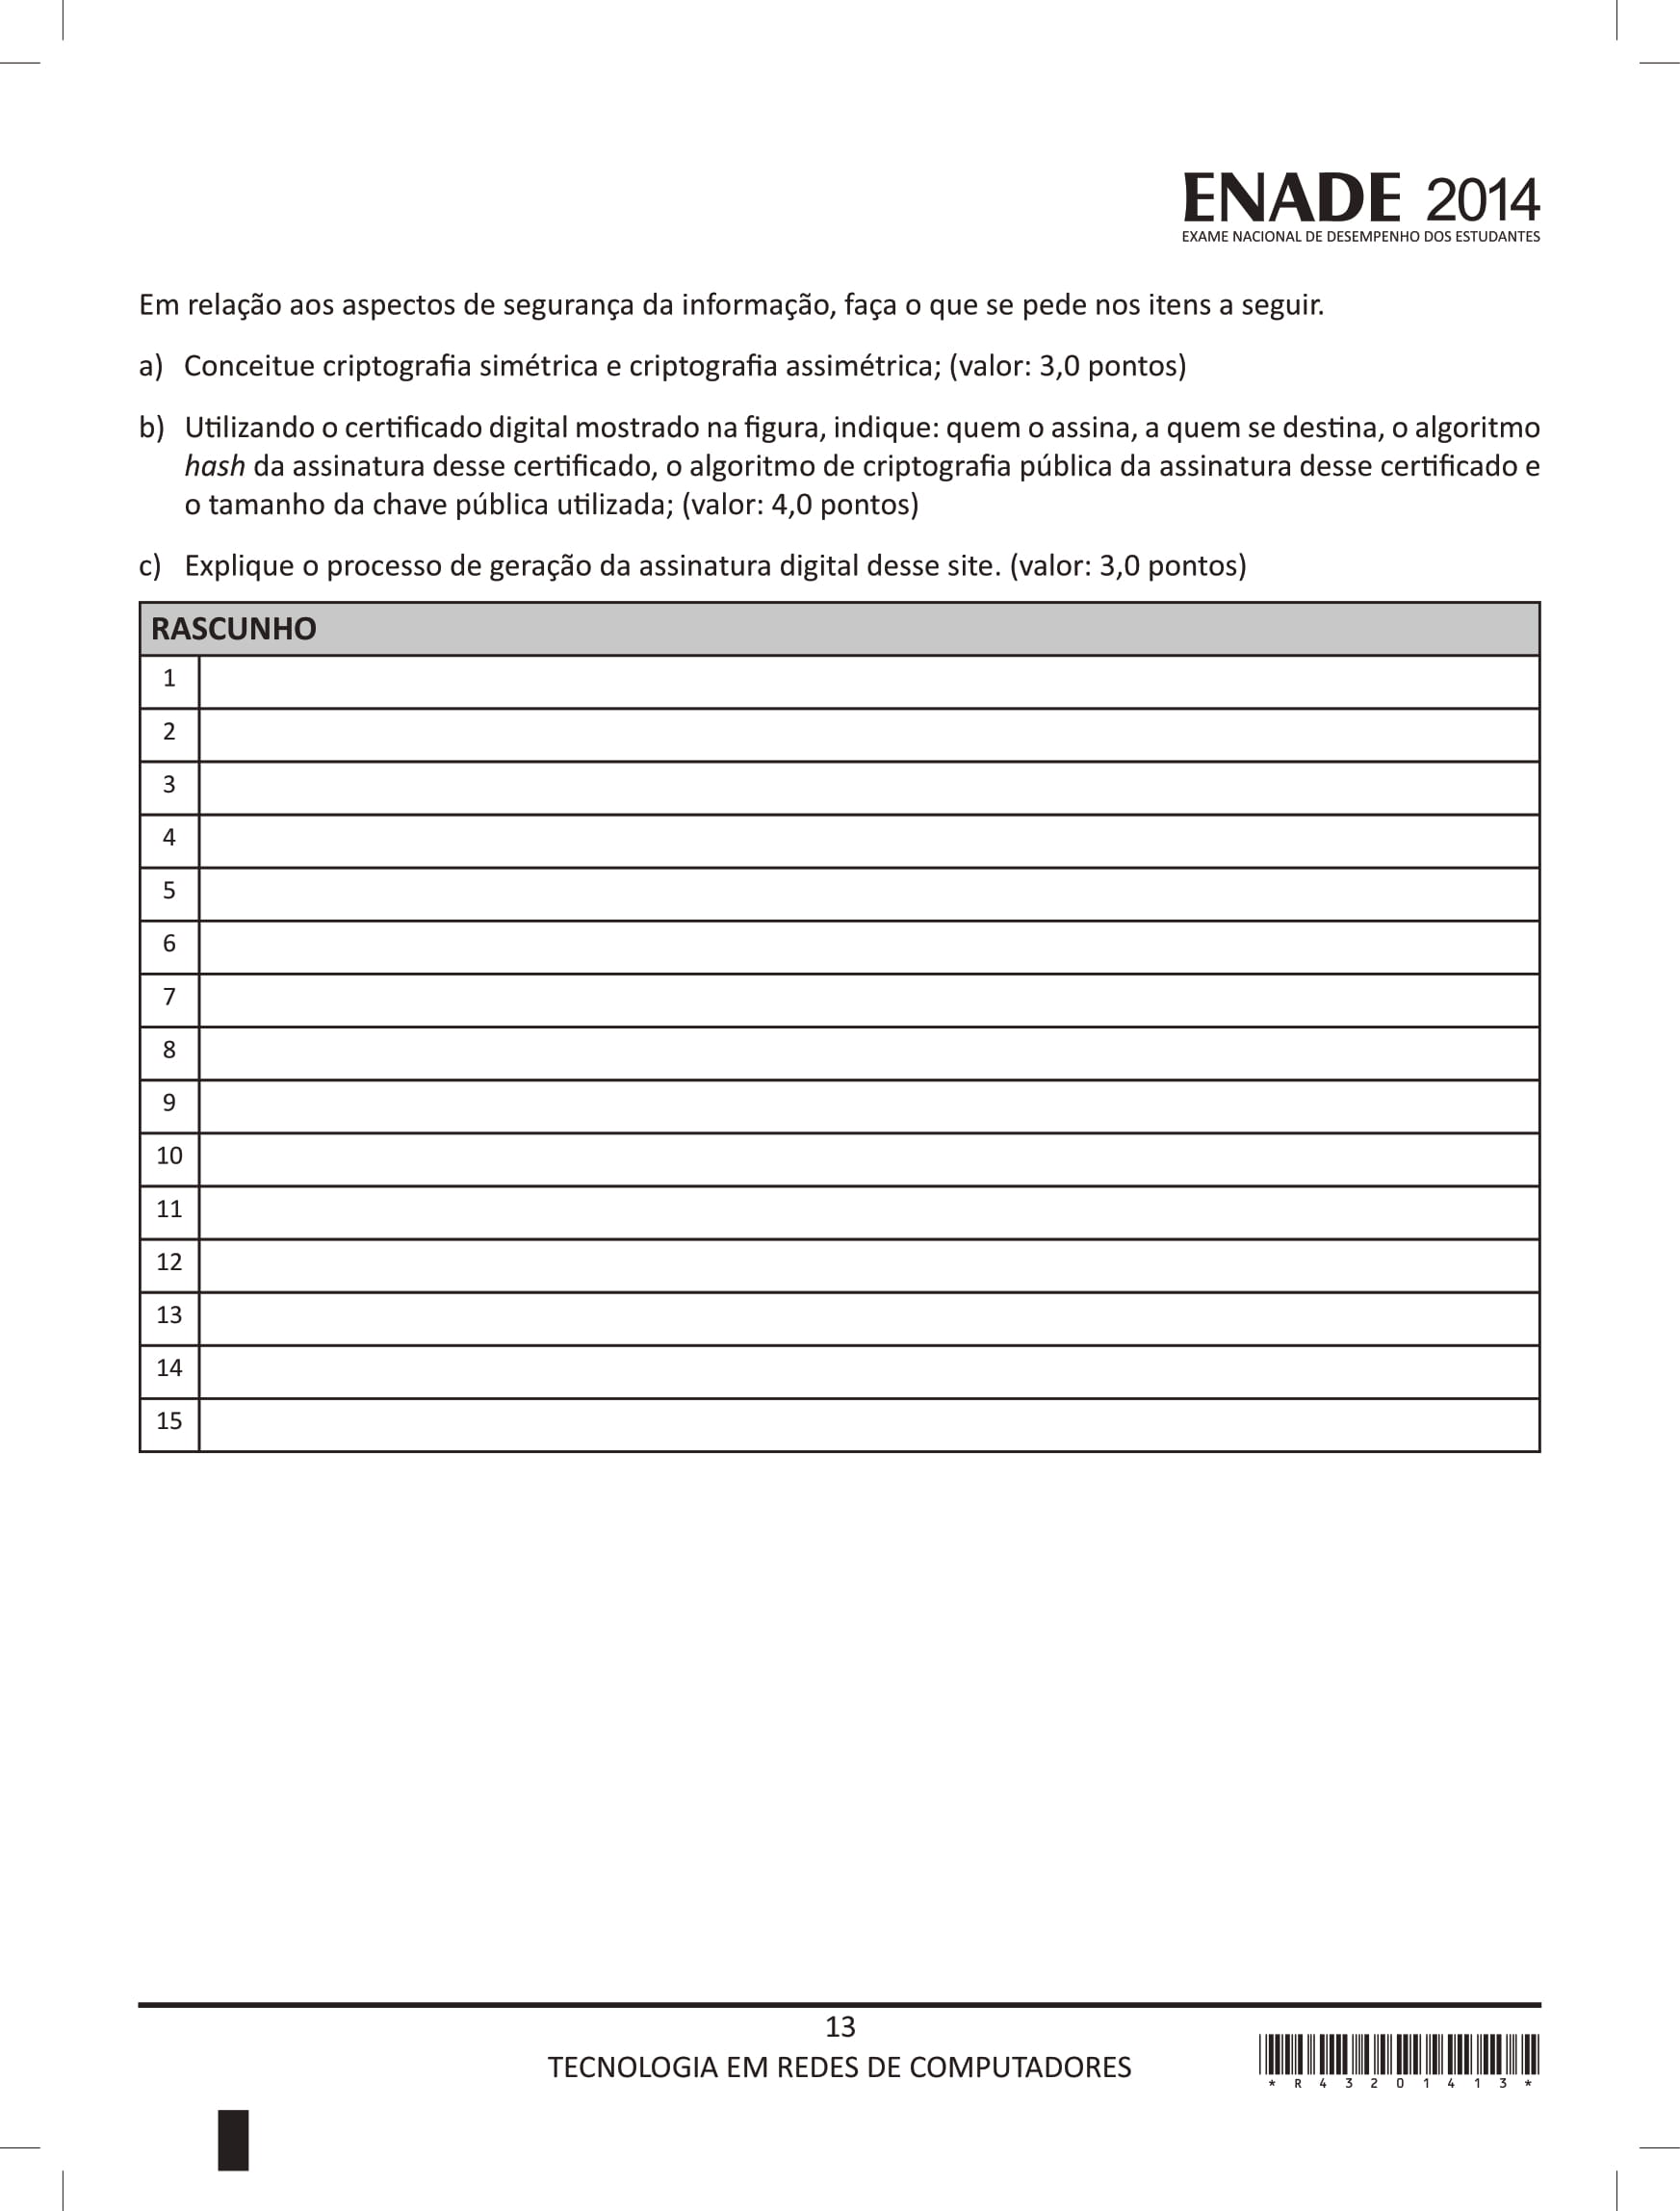 ENADE 2014
EXAME NACIONAL DE DESEMPENHO DOS ESTUDANTES
Em relação aos aspectos de segurança da informação, faça o que se pede nos itens a seguir.
a) Conceitue criptografia simétrica e criptografia assimétrica; (valor: 3,0 pontos)
b) Utilizando o certificado digital mostrado na figura, indique: quem o assina, a quem se destina, o algoritmo
hash da assinatura desse certificado, o algoritmo de criptografia pública da assinatura desse certificado e
o tamanho da chave pública utilizada; (valor: 4,0 pontos)
c) Explique o processo de geração da assinatura digital desse site. (valor: 3,0 pontos)
RASCUNHO
1
2
3
4
5
6
7
8
9
10
11
12
13
14
15
13
TECNOLOGIA EM REDES DE COMPUTADORES
* R 4 3 2 0 1 4 1 3 *